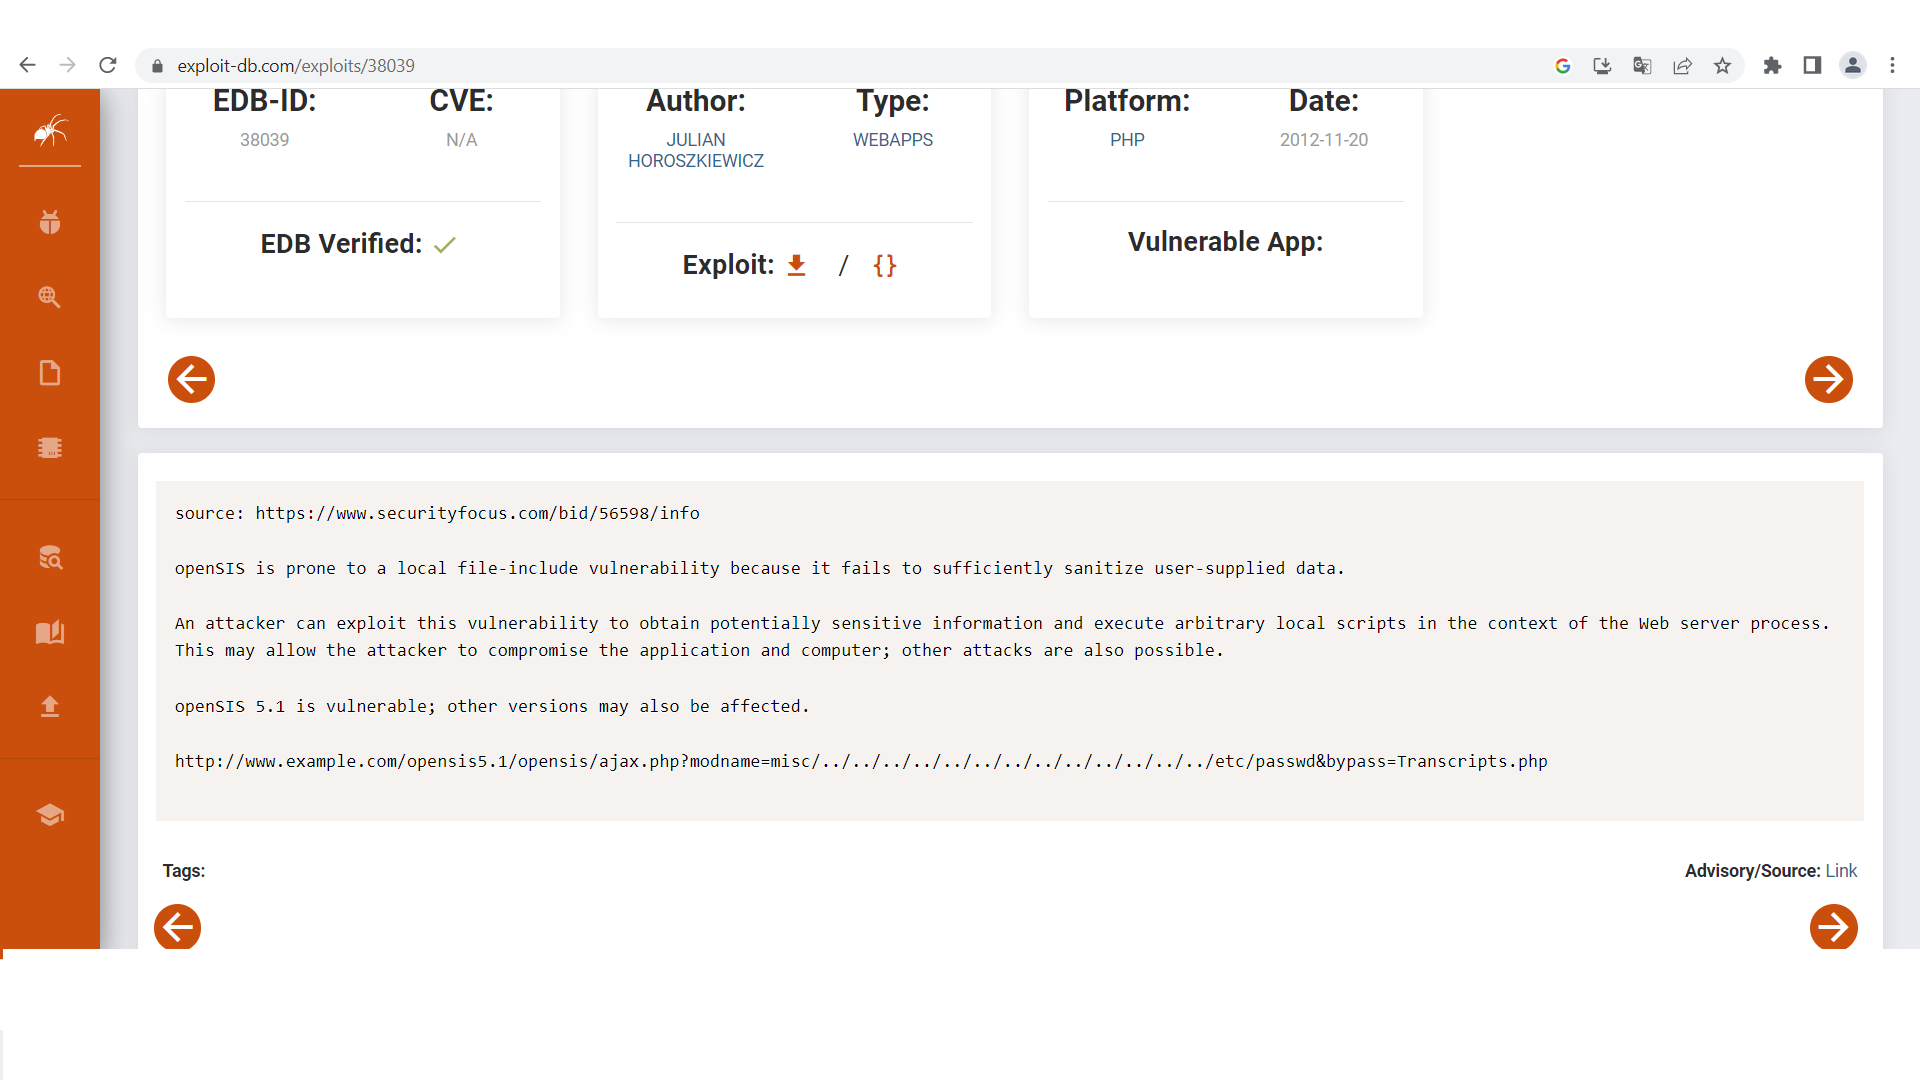 exploit-db.com/exploits/38039
EDB-ID:
38039
CVE:
N/A
EDB Verified:
Author:
JULIAN
HOROSZKIEWICZ
Type:
WEBAPPS
Exploit: / {}
Platform:
PHP
Date:
2012-11-20
Vulnerable App:
source: https://www.securityfocus.com/bid/56598/info
openSIS is prone to a local file-include vulnerability because it fails to sufficiently sanitize user-supplied data.
An attacker can exploit this vulnerability to obtain potentially sensitive information and execute arbitrary local scripts in the context of the Web server process.
This may allow the attacker to compromise the application and computer; other attacks are also possible.
openSIS 5.1 is vulnerable; other versions may also be affected.
http://www.example.com/opensis5.1/opensis/ajax.php?modname=misc/../../../../../../../../../../../../../etc/passwd&bypass=Transcripts.php
Tags:
Advisory/Source: Link